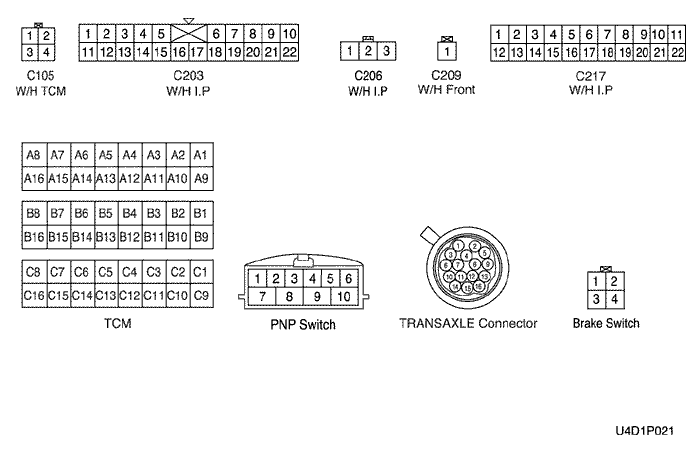 1 2
3 4
C105
W/H TCM
1 2 3 4 5 6 7 8 9 10
11 12 13 14 15 16 17 18 19 20 21 22
C203
W/H I.P
1 2 3
C206
W/H I.P
1
C209
W/H Front
1 2 3 4 5 6 7 8 9 10 11
12 13 14 15 16 17 18 19 20 21 22
C217
W/H I.P
A8 A7 A6 A5 A4 A3 A2 A1
A16 A15 A14 A13 A12 A11 A10 A9
B8 B7 B6 B5 B4 B3 B2 B1
B16 B15 B14 B13 B12 B11 B10 B9
C8 C7 C6 C5 C4 C3 C2 C1
C16 C15 C14 C13 C12 C11 C10 C9
TCM
1 2 3 4 5 6
7 8 9 10
PNP Switch
1 2
3 4 5
6 7 8 9
10 11 12 13
14 15 16
TRANSAXLE Connector
1 2
3 4
Brake Switch
U4D1P021